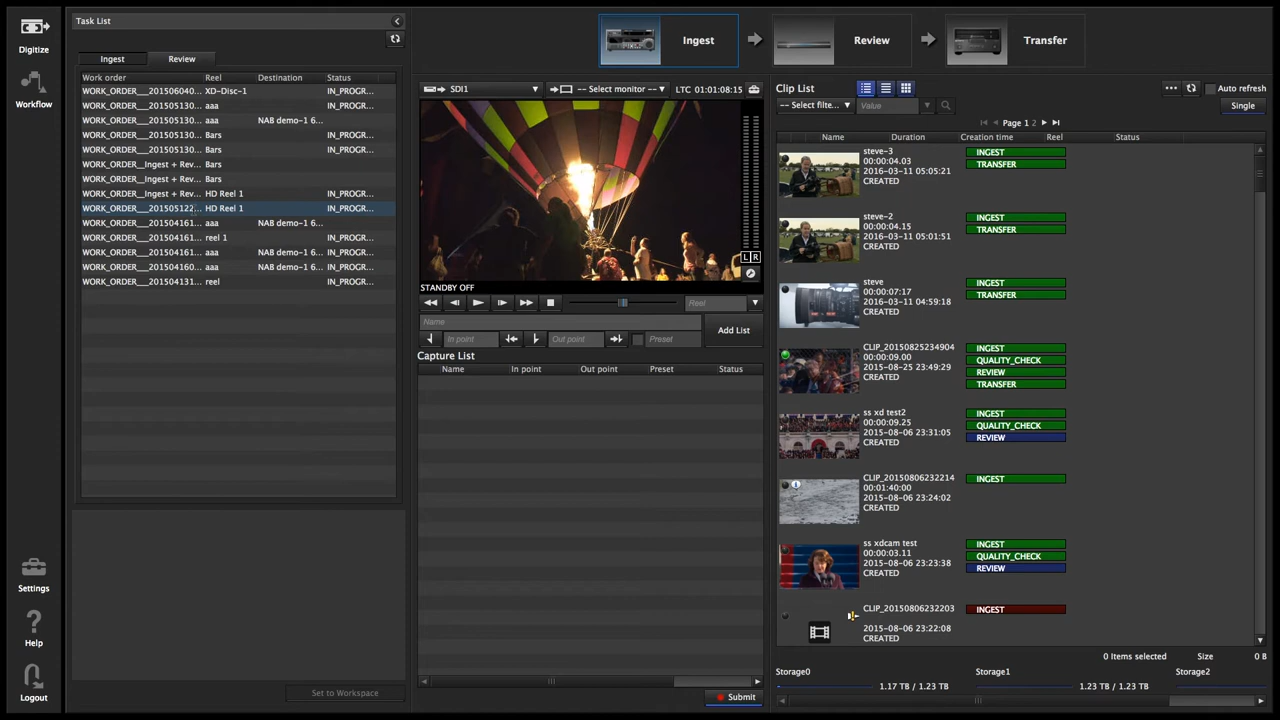 Digitize
Workflow
Settings
Help
Logout
Task List
Ingest Review
Work order Reel Destination Status
WORK_ORDER__20150604O... XD-Disc-1 IN_PROGR...
WORK_ORDER__201505130... aaa IN_PROGR...
WORK_ORDER__201505130... aaa NAB demo-1 6... IN_PROGR...
WORK_ORDER__201505130... Bars IN_PROGR...
WORK_ORDER__201505130... Bars IN_PROGR...
WORK_ORDER__Ingest + Rev... Bars
WORK_ORDER__Ingest + Rev... Bars
WORK_ORDER__Ingest + Rev... HD Reel 1 IN_PROGR...
WORK_ORDER__201505122... HD Reel 1 IN_PROGR...
WORK_ORDER__201504161... aaa NAB demo-1 6...
WORK_ORDER__201504161... reel 1 IN_PROGR...
WORK_ORDER__201504161... aaa NAB demo-1 6... IN_PROGR...
WORK_ORDER__201504160... aaa NAB demo-1 6... IN_PROGR...
WORK_ORDER__201504131... reel IN_PROGR...
Set to Workspace
Ingest Review Transfer
SDI1 -- Select monitor -- LTC 01:01:08:15
L R
STANDBY OFF
Reel
Name
Add List
In point Out point Preset
Capture List
Name In point Out point Preset Status
Submit
Clip List
Auto refresh
-- Select filte... Value
Single
Page 1 2
Name Duration Creation time Reel Status
steve-3
00:00:04.03
2016-03-11 05:05:21
CREATED
INGEST
TRANSFER
steve-2
00:00:04.15
2016-03-11 05:01:51
CREATED
INGEST
TRANSFER
steve
00:00:07:17
2016-03-11 04:59:18
CREATED
INGEST
TRANSFER
CLIP_20150825234904
00:00:09.00
2015-08-25 23:49:29
CREATED
INGEST
QUALITY_CHECK
REVIEW
TRANSFER
ss xd test2
00:00:09.25
2015-08-06 23:31:05
CREATED
INGEST
QUALITY_CHECK
REVIEW
CLIP_20150806232214
00:01:40:00
2015-08-06 23:24:02
CREATED
INGEST
ss xdcam test
00:00:03.11
2015-08-06 23:23:38
CREATED
INGEST
QUALITY_CHECK
REVIEW
CLIP_20150806232203
2015-08-06 23:22:08
CREATED
INGEST
0 Items selected Size 0 B
Storage0 Storage1 Storage2
1.17 TB / 1.23 TB 1.23 TB / 1.23 TB